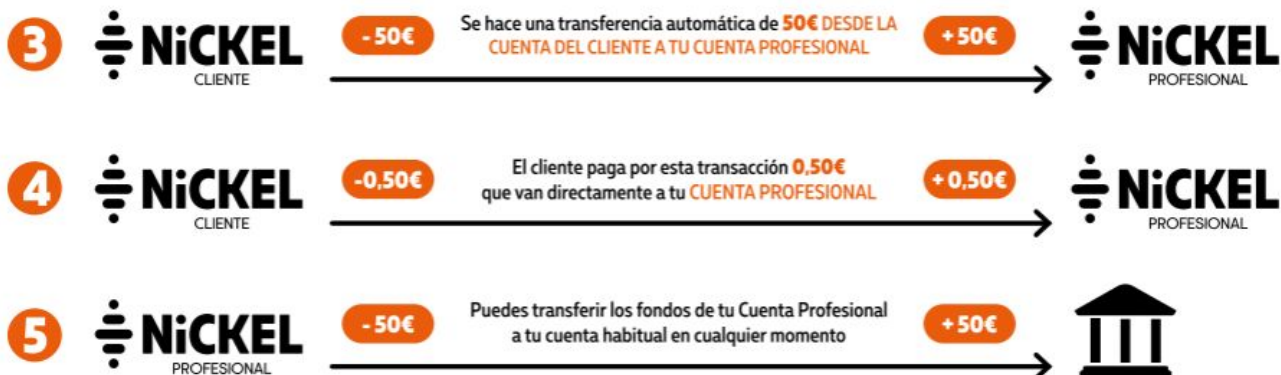 3
NiCKEL
CLIENTE
- 50€
Se hace una transferencia automática de 50€ DESDE LA
CUENTA DEL CLIENTE A TU CUENTA PROFESIONAL
+ 50€
NiCKEL
PROFESIONAL
4
NiCKEL
CLIENTE
-0,50€
El cliente paga por esta transacción 0,50€
que van directamente a tu CUENTA PROFESIONAL
+ 0,50€
NiCKEL
PROFESIONAL
5
NiCKEL
PROFESIONAL
- 50€
Puedes transferir los fondos de tu Cuenta Profesional
a tu cuenta habitual en cualquier momento
+ 50€